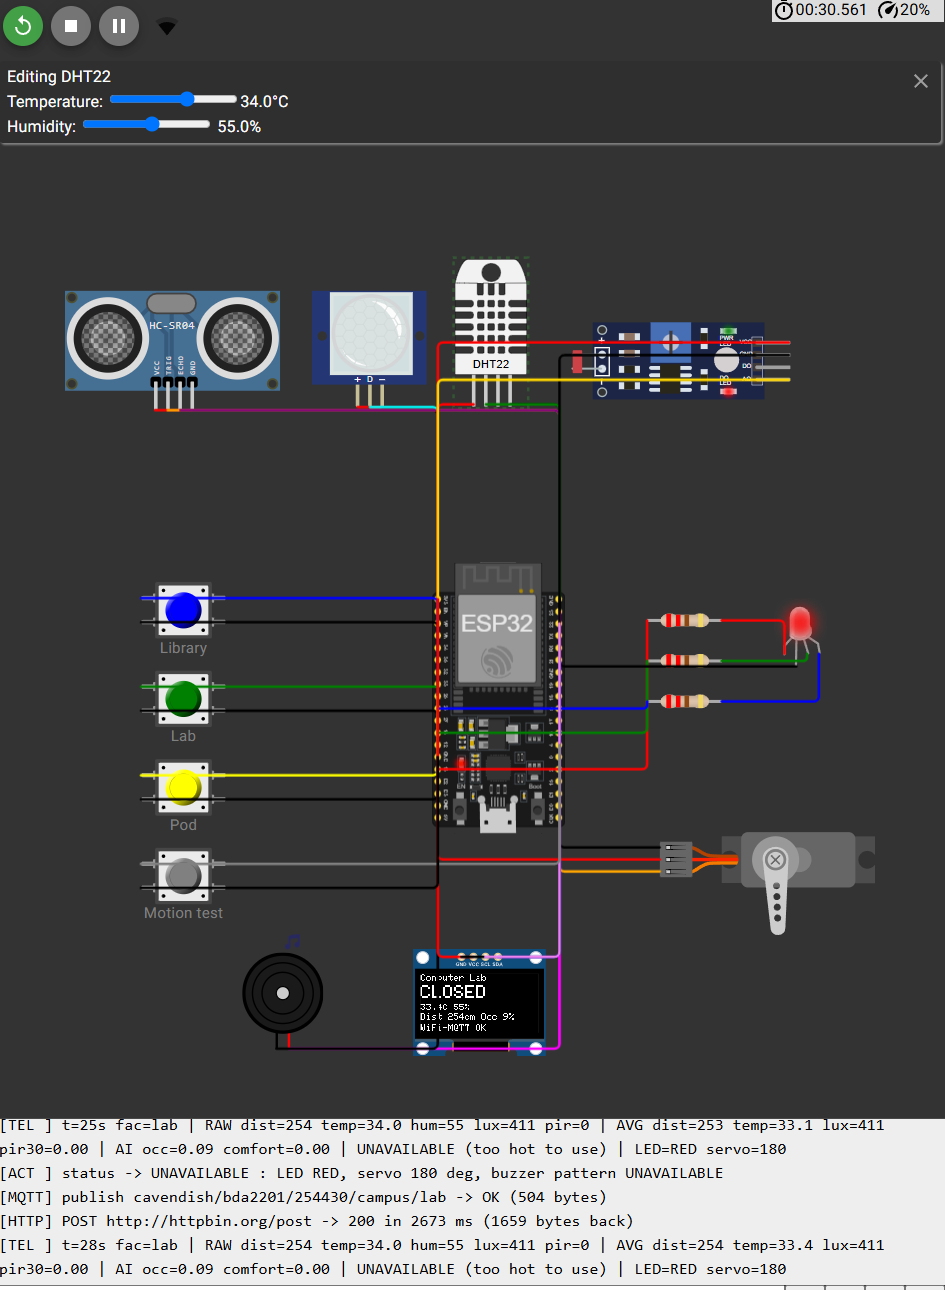 00:30.561 20%
Editing DHT22
Temperature: 34.0°C
Humidity: 55.0%
HC-SR04
VCC TRIG ECHO GND
+ D −
DHT22
PWR
ESP32
EN Boot
Library
Lab
Pod
Motion test
GND VCC SCL SDA
Computer Lab
CLOSED
33.4C 55%
Dist 254cm Occ 9%
WiFi-MQTT OK
[TEL ] t=25s fac=lab | RAW dist=254 temp=34.0 hum=55 lux=411 pir=0 | AVG dist=253 temp=33.1 lux=411
pir30=0.00 | AI occ=0.09 comfort=0.00 | UNAVAILABLE (too hot to use) | LED=RED servo=180
[ACT ] status -> UNAVAILABLE : LED RED, servo 180 deg, buzzer pattern UNAVAILABLE
[MQTT] publish cavendish/bda2201/254430/campus/lab -> OK (504 bytes)
[HTTP] POST http://httpbin.org/post -> 200 in 2673 ms (1659 bytes back)
[TEL ] t=28s fac=lab | RAW dist=254 temp=34.0 hum=55 lux=411 pir=0 | AVG dist=254 temp=33.4 lux=411
pir30=0.00 | AI occ=0.09 comfort=0.00 | UNAVAILABLE (too hot to use) | LED=RED servo=180